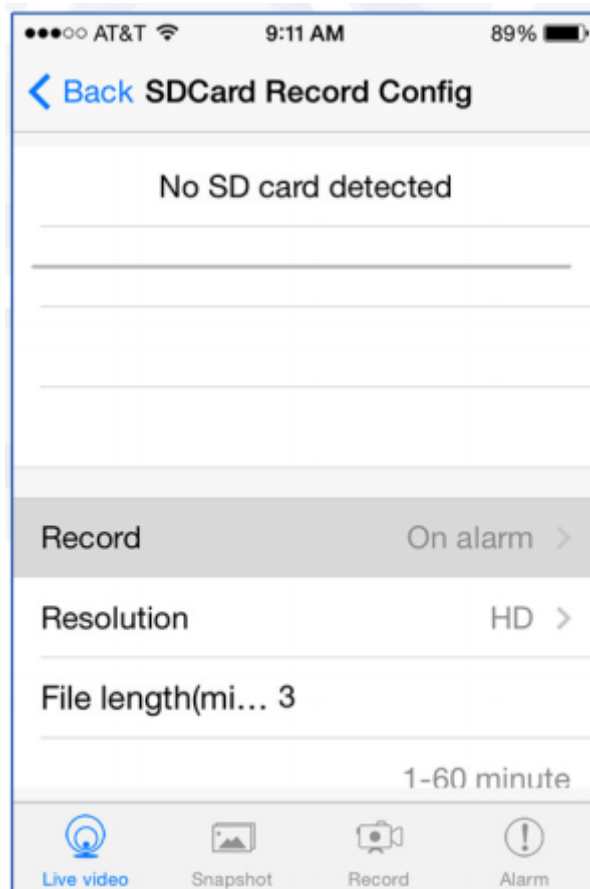 AT&T 9:11 AM 89%
Back SDCard Record Config
No SD card detected
Record On alarm
Resolution HD
File length(mi... 3
1-60 minute
Live video Snapshot Record Alarm